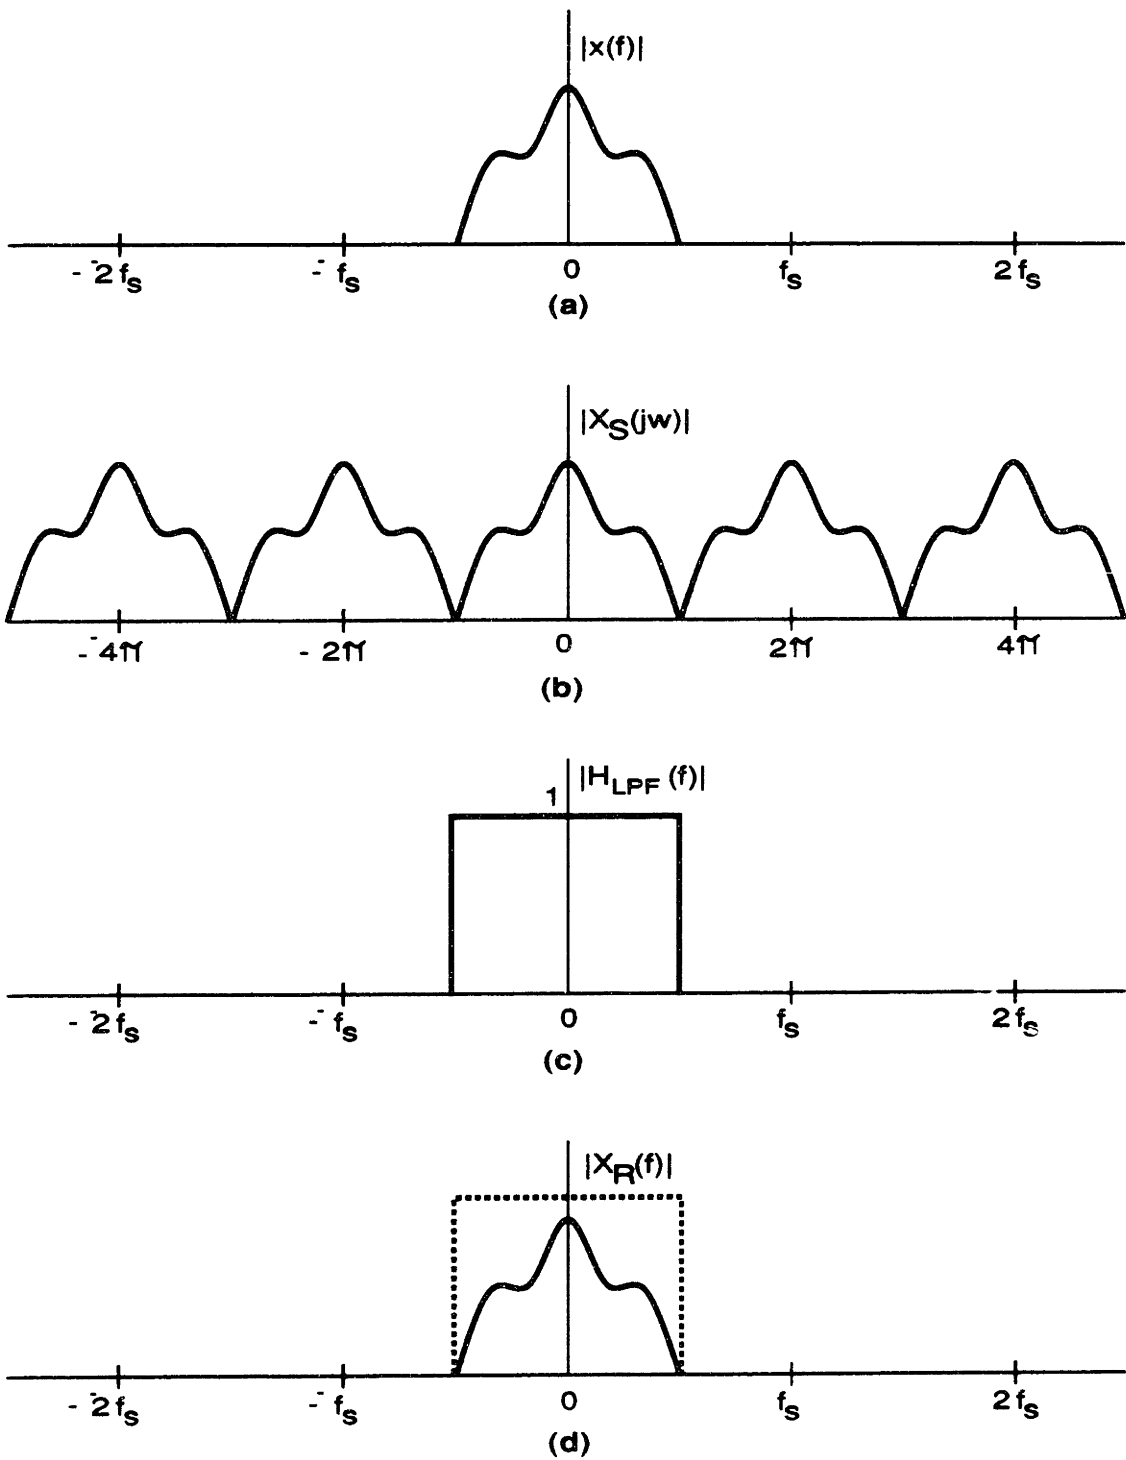 |x(f)|
-2fs -fs 0 fs 2fs
(a)
|XS(jw)|
-4π -2π 0 2π 4π
(b)
|HLPF(f)|
1
-2fs -fs 0 fs 2fs
(c)
|XR(f)|
-2fs -fs 0 fs 2fs
(d)